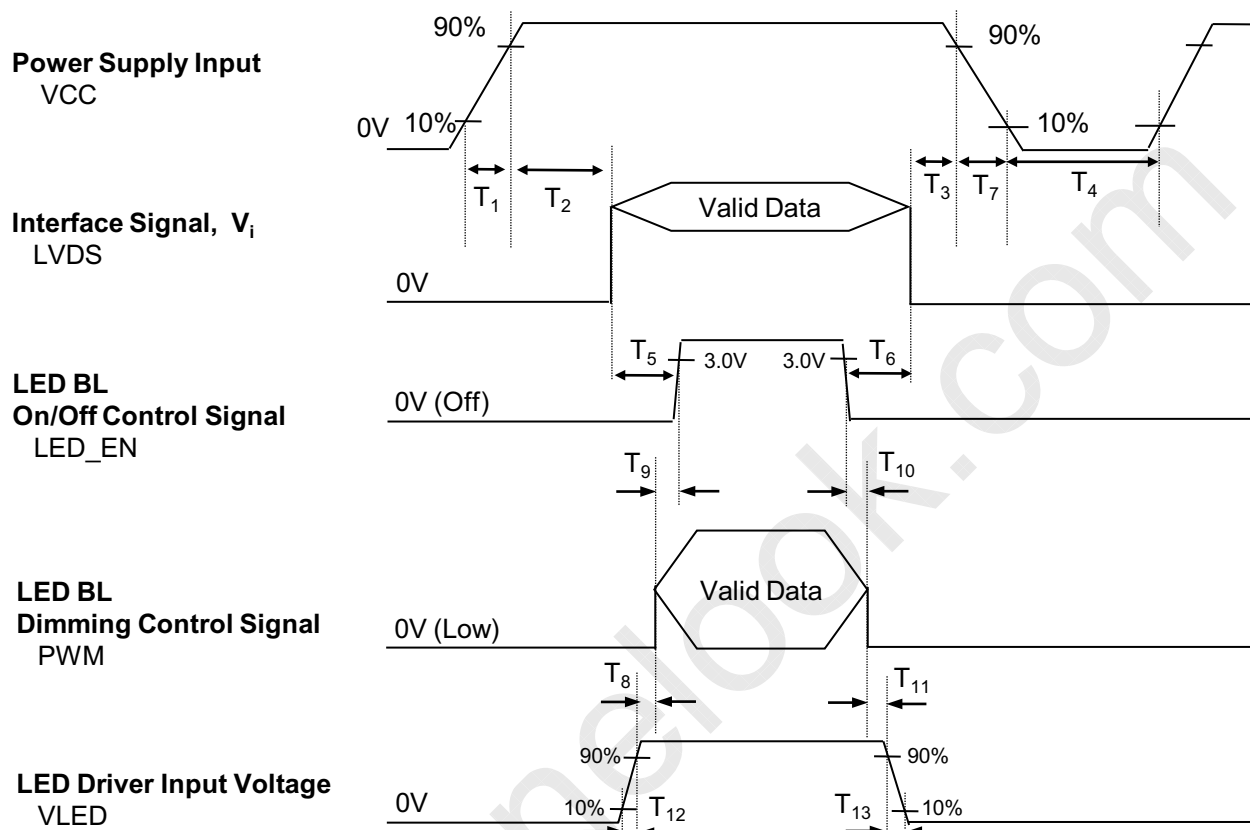 90%
90%
Power Supply Input
VCC
0V 10%
10%
T1
T2
T3
T7
T4
Valid Data
Interface Signal, Vi
LVDS
0V
T5
3.0V
3.0V
T6
LED BL
On/Off Control Signal
LED_EN
0V (Off)
T9
T10
LED BL
Dimming Control Signal
PWM
Valid Data
0V (Low)
T8
T11
90%
90%
LED Driver Input Voltage
VLED
0V
10%
T12
T13
10%
nelook.com